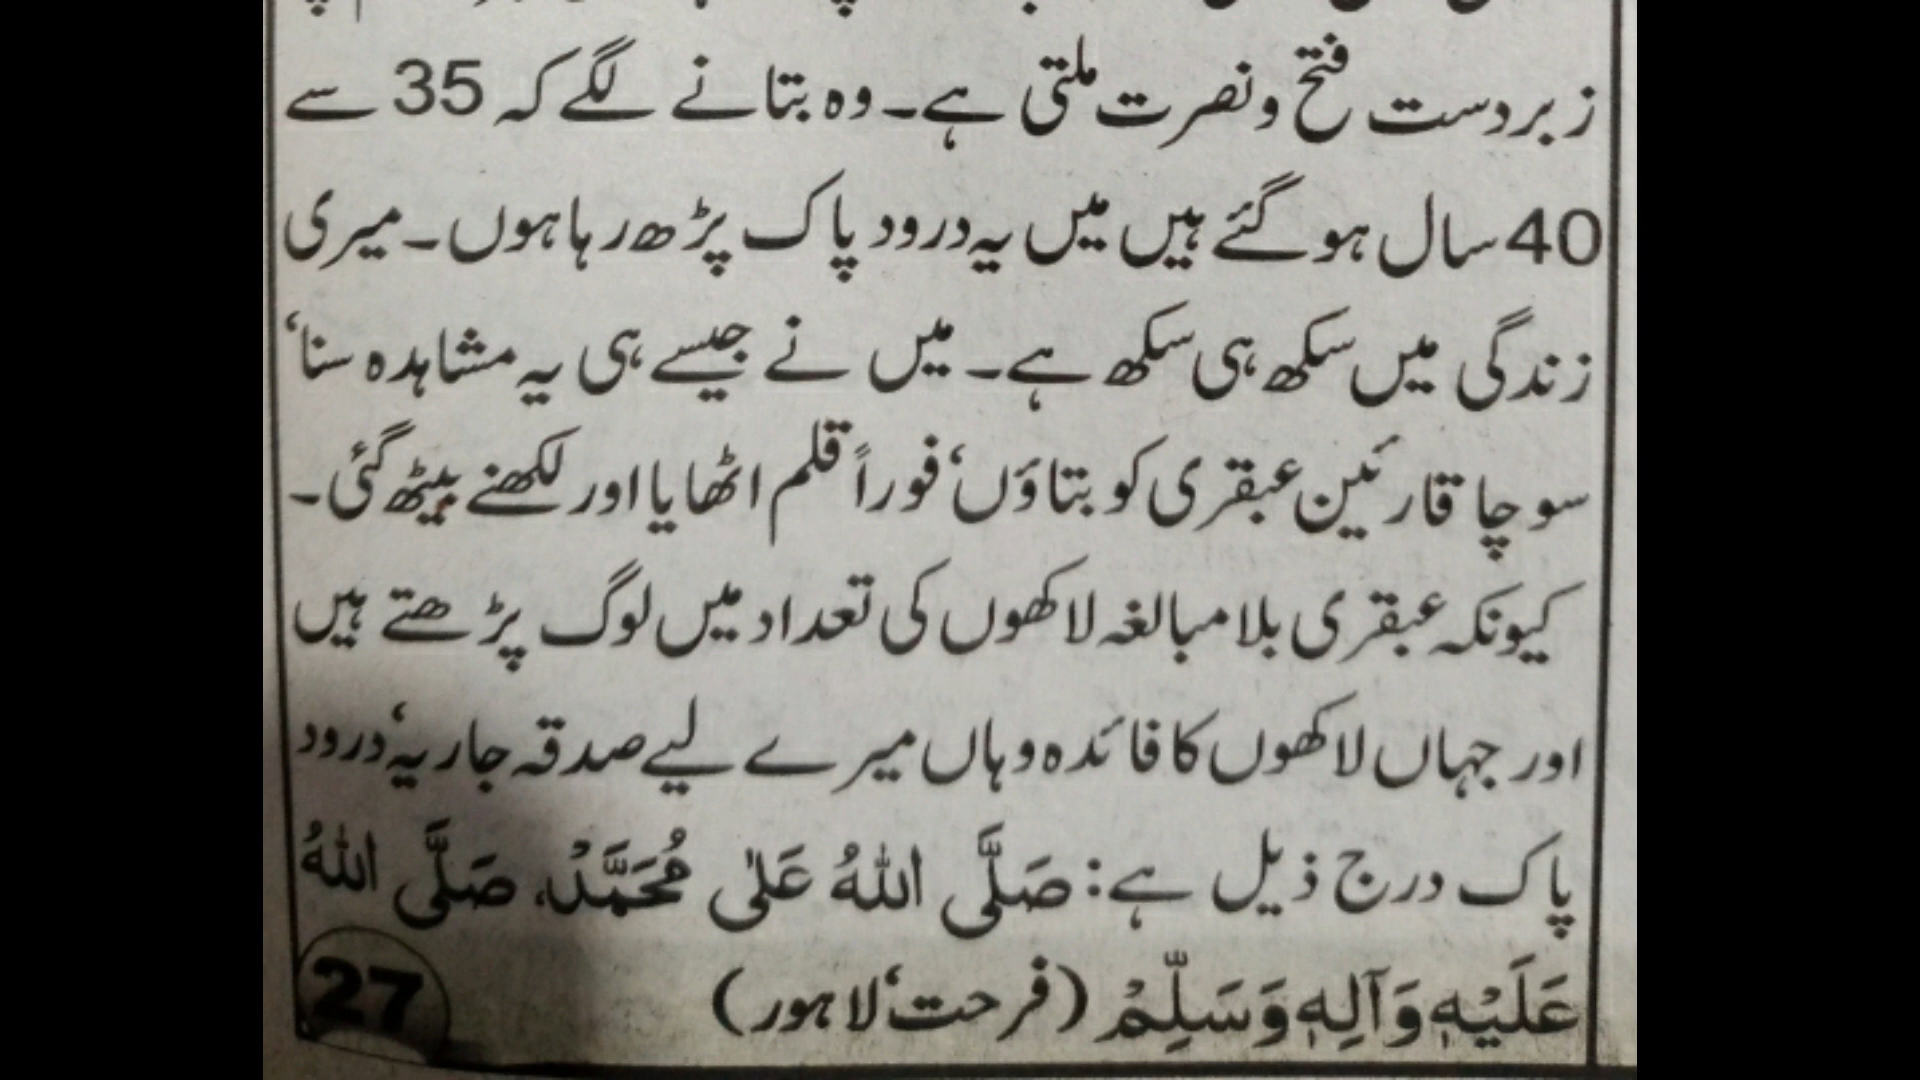 زبردست فتح و نصرت ملتی ہے۔ وہ بتانے لگے کہ 35 سے
40 سال ہوگئے ہیں میں یہ درود پاک پڑھ رہا ہوں۔ میری
زندگی میں سکھ ہی سکھ ہے۔ میں نے جیسے ہی یہ مشاہدہ سنا‘
سوچا قارئین عبقری کو بتاؤں‘ فوراً قلم اٹھایا اور لکھنے بیٹھ گئی۔
کیونکہ عبقری بلا مبالغہ لاکھوں کی تعداد میں لوگ پڑھتے ہیں
اور جہاں لاکھوں کا فائدہ وہاں میرے لیے صدقہ جاریہ‘ درود
پاک درج ذیل ہے: صَلَّی اللّٰہُ عَلٰی مُحَمَّدْ، صَلَّی اللّٰہُ
عَلَیْہِ وَآلِہٖ وَسَلِّمْ (فرحت‘ لاہور)
27